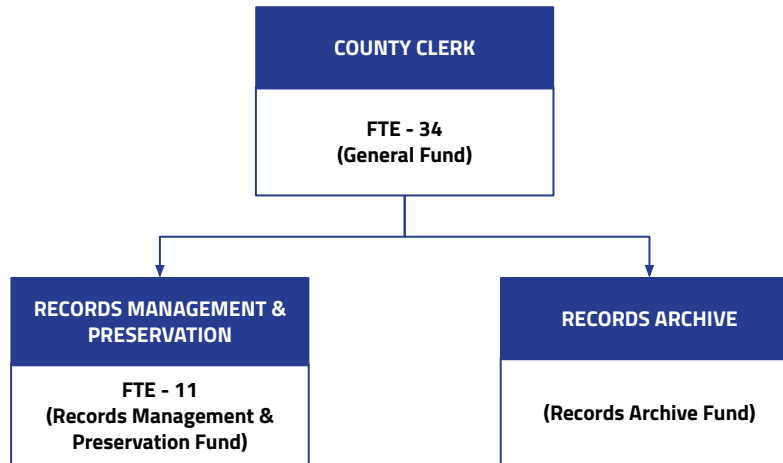 COUNTY CLERK
FTE - 34
(General Fund)
RECORDS MANAGEMENT &
PRESERVATION
FTE - 11
(Records Management &
Preservation Fund)
RECORDS ARCHIVE
(Records Archive Fund)